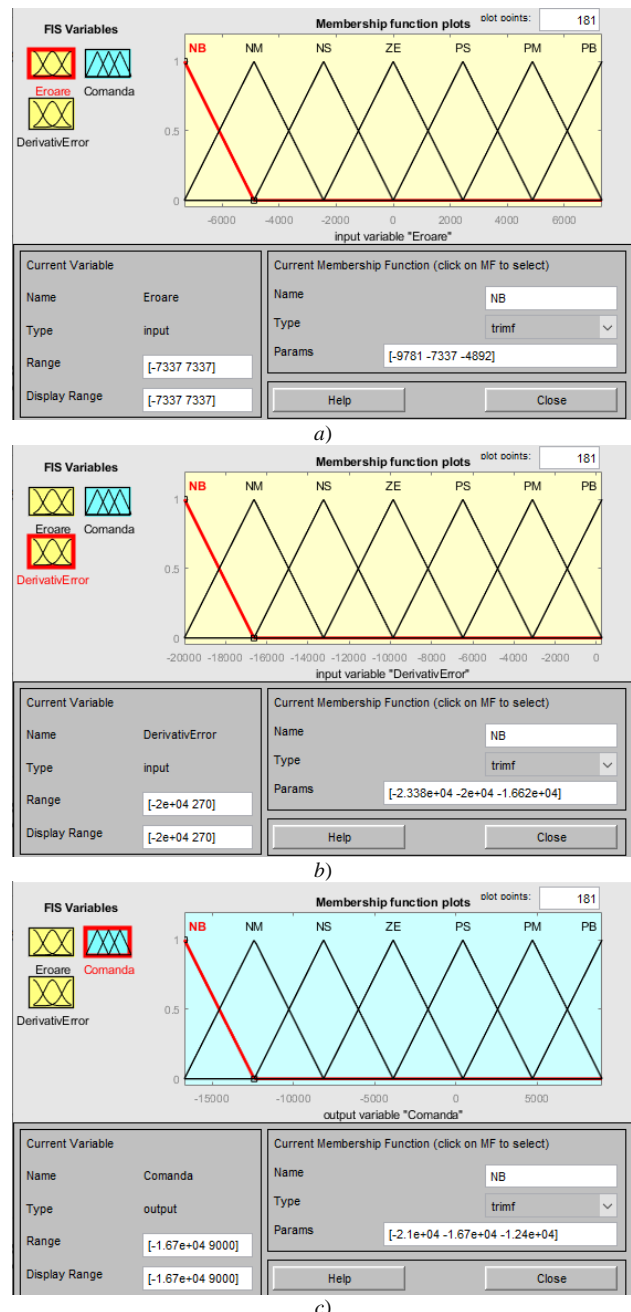 FIS Variables
Membership function plots
plot points:
181
NB NM NS ZE PS PM PB
Eroare
Comanda
DerivativError
1
0.5
0
-6000 -4000 -2000 0 2000 4000 6000
input variable "Eroare"
Current Variable
Name Eroare
Type input
Range [-7337 7337]
Display Range [-7337 7337]
Current Membership Function (click on MF to select)
Name NB
Type trimf
Params [-9781 -7337 -4892]
Help Close
a)
FIS Variables
Membership function plots
plot points:
181
NB NM NS ZE PS PM PB
Eroare
Comanda
DerivativError
1
0.5
0
-20000 -18000 -16000 -14000 -12000 -10000 -8000 -6000 -4000 -2000 0
input variable "DerivativError"
Current Variable
Name DerivativError
Type input
Range [-2e+04 270]
Display Range [-2e+04 270]
Current Membership Function (click on MF to select)
Name NB
Type trimf
Params [-2.338e+04 -2e+04 -1.662e+04]
Help Close
b)
FIS Variables
Membership function plots
plot points:
181
NB NM NS ZE PS PM PB
Eroare
Comanda
DerivativError
1
0.5
0
-15000 -10000 -5000 0 5000
output variable "Comanda"
Current Variable
Name Comanda
Type output
Range [-1.67e+04 9000]
Display Range [-1.67e+04 9000]
Current Membership Function (click on MF to select)
Name NB
Type trimf
Params [-2.1e+04 -1.67e+04 -1.24e+04]
Help Close
c)